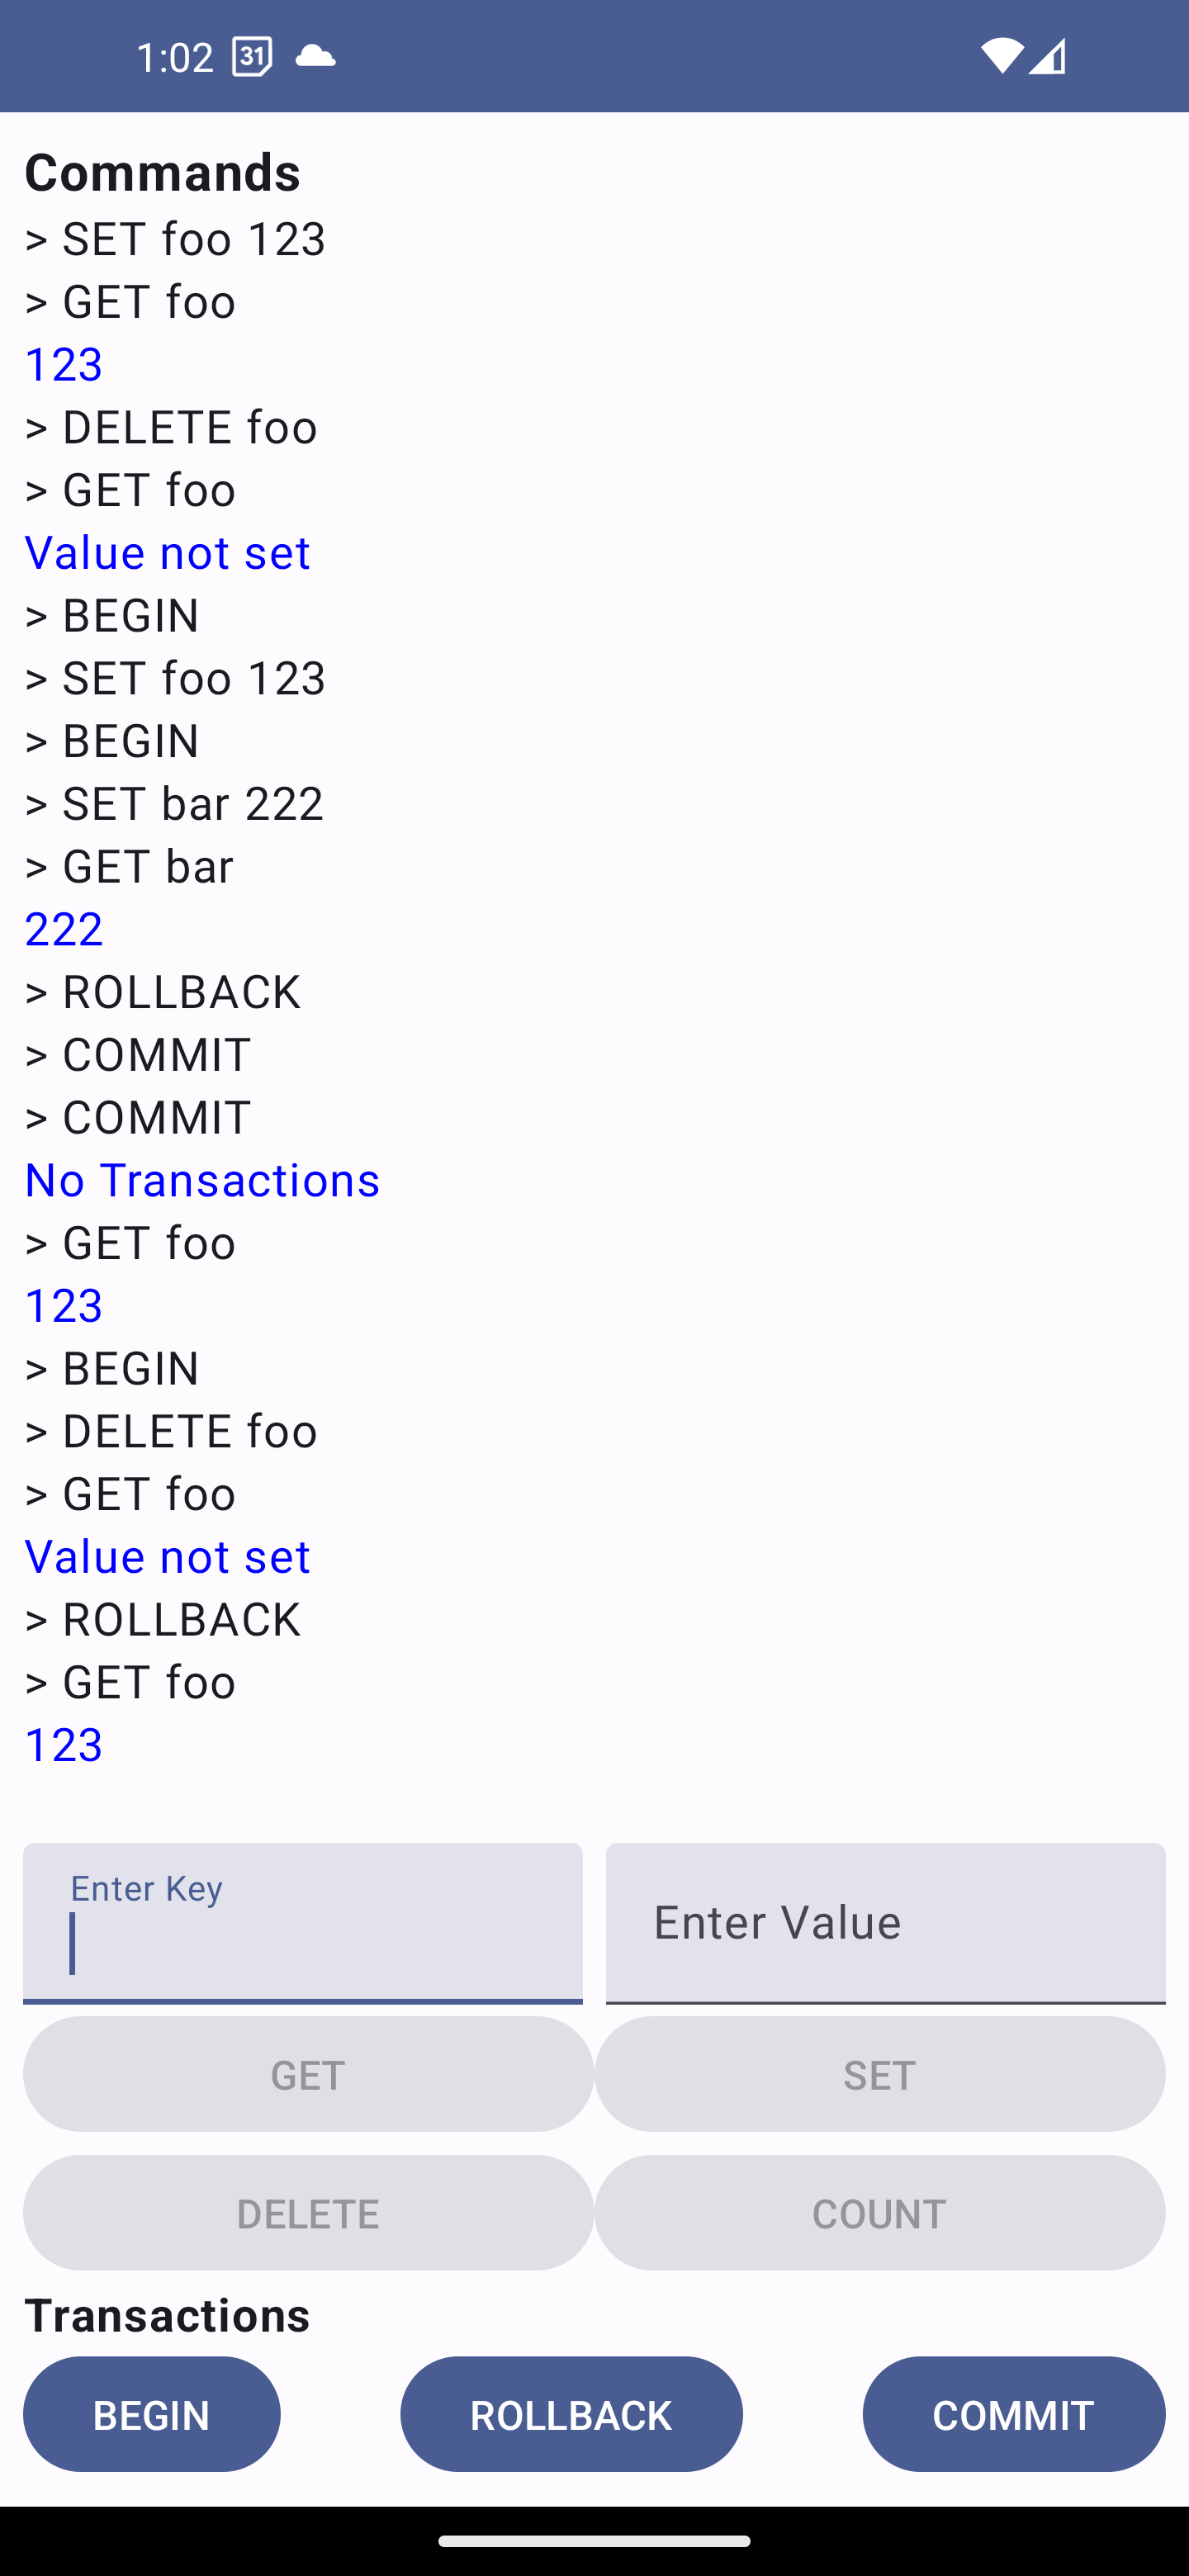 1:02 31
Commands
> SET foo 123
> GET foo
123
> DELETE foo
> GET foo
Value not set
> BEGIN
> SET foo 123
> BEGIN
> SET bar 222
> GET bar
222
> ROLLBACK
> COMMIT
> COMMIT
No Transactions
> GET foo
123
> BEGIN
> DELETE foo
> GET foo
Value not set
> ROLLBACK
> GET foo
123
Enter Key
Enter Value
GET SET
DELETE COUNT
Transactions
BEGIN ROLLBACK COMMIT